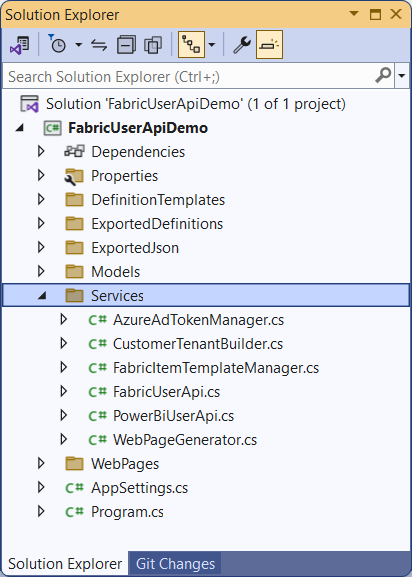 Solution Explorer
Search Solution Explorer (Ctrl+;)
Solution 'FabricUserApiDemo' (1 of 1 project)
C# FabricUserApiDemo
Dependencies
Properties
DefinitionTemplates
ExportedDefinitions
ExportedJson
Models
Services
C# AzureAdTokenManager.cs
C# CustomerTenantBuilder.cs
C# FabricItemTemplateManager.cs
C# FabricUserApi.cs
C# PowerBiUserApi.cs
C# WebPageGenerator.cs
WebPages
C# AppSettings.cs
C# Program.cs
Solution Explorer Git Changes